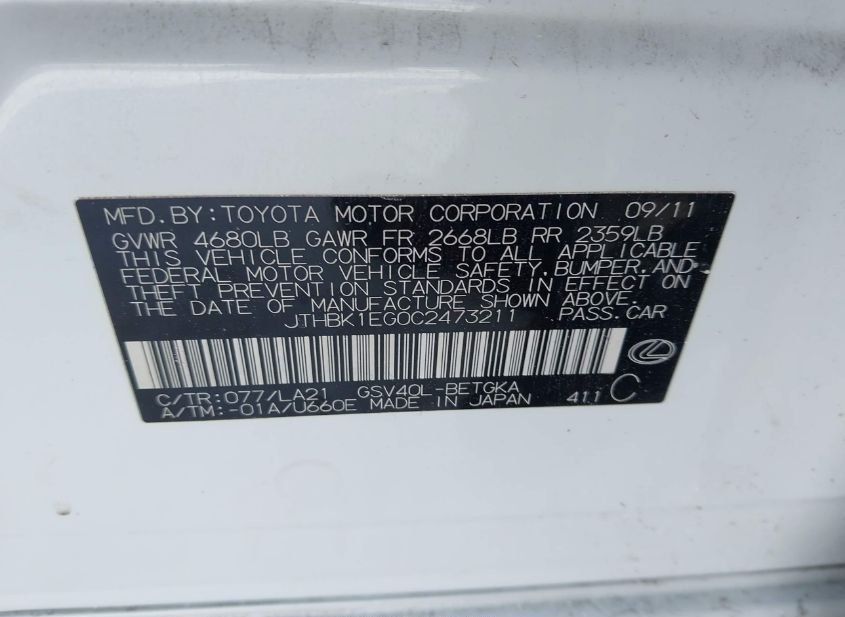 MFD.BY:TOYOTA MOTOR CORPORATION 09/11
GVWR 4680LB GAWR FR 2668LB RR 2359LB
THIS VEHICLE CONFORMS TO ALL APPLICABLE
FEDERAL MOTOR VEHICLE SAFETY,BUMPER,AND
THEFT PREVENTION STANDARDS IN EFFECT ON
THE DATE OF MANUFACTURE SHOWN ABOVE.
JTHBK1EG0C2473211 PASS.CAR
C/TR:077/LA21 GSV40L-BETGKA
A/TM:-01A/U660E MADE IN JAPAN 411 C